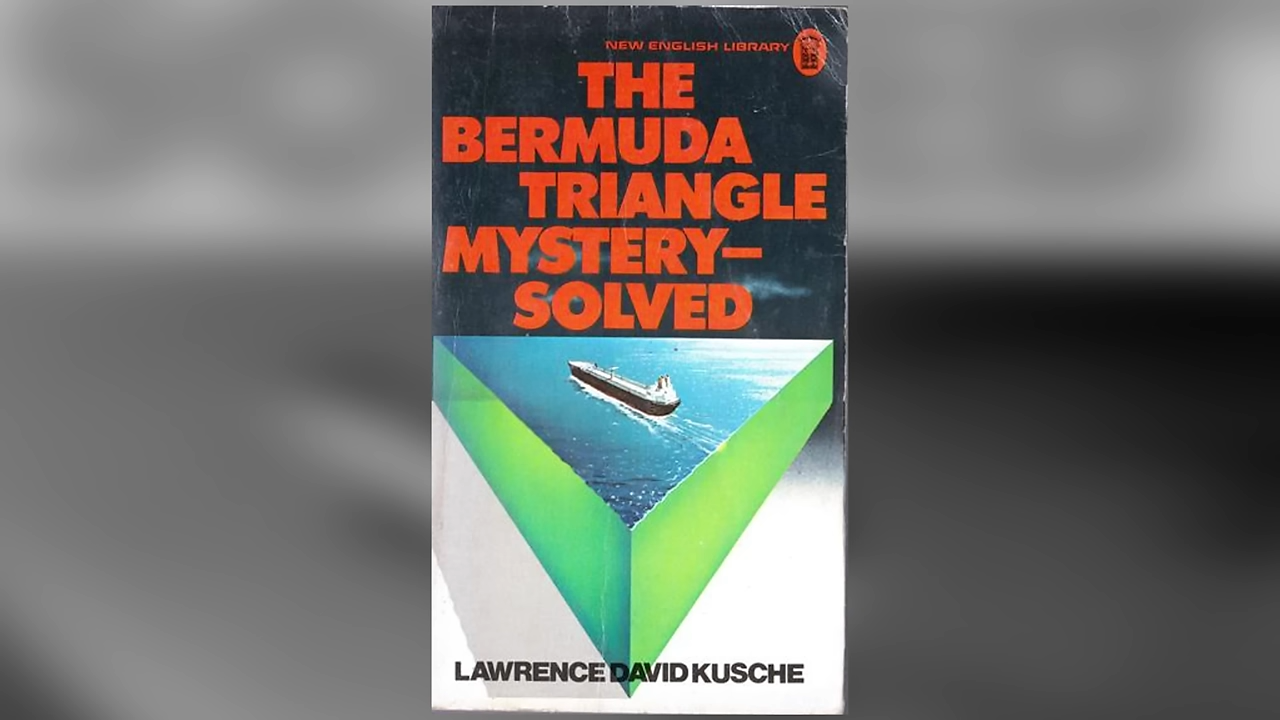 NEW ENGLISH LIBRARY
THE
BERMUDA
TRIANGLE
MYSTERY—
SOLVED
LAWRENCE DAVID KUSCHE